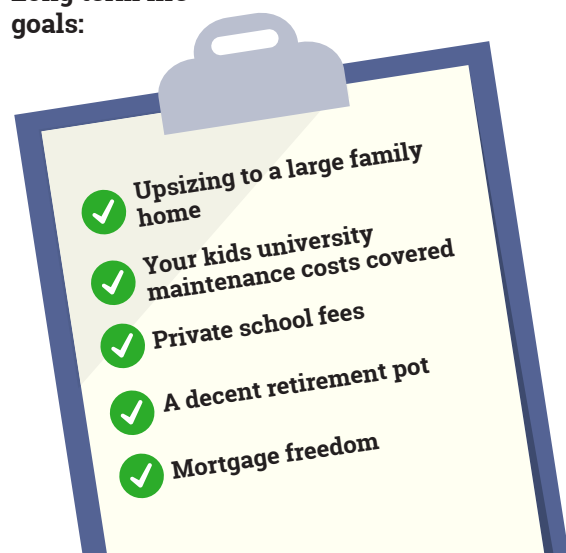 goals:
Upsizing to a large family
home
Your kids university
maintenance costs covered
Private school fees
A decent retirement pot
Mortgage freedom